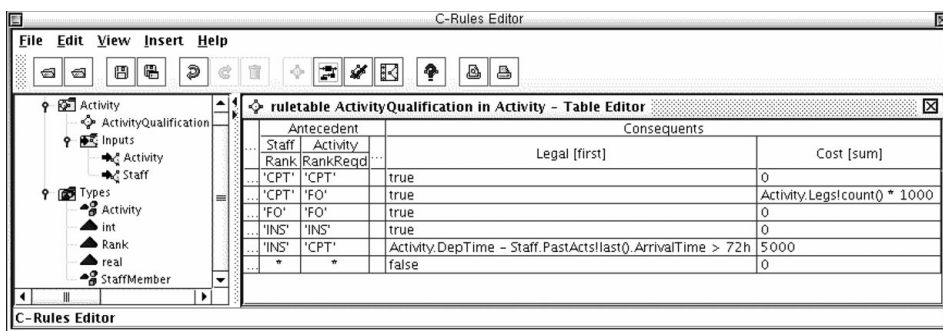 C-Rules Editor
File Edit View Insert Help
Activity
ActivityQualification
Inputs
Activity
Staff
Types
Activity
int
Rank
real
StaffMember
ruletable ActivityQualification in Activity - Table Editor
Antecedent Consequents
... Staff Activity ... Legal [first] Cost [sum]
Rank RankReqd
... 'CPT' 'CPT' true 0
... 'CPT' 'FO' true Activity.Legs!count() * 1000
... 'FO' 'FO' true 0
... 'INS' 'INS' true 0
... 'INS' 'CPT' Activity.DepTime - Staff.PastActs!last().ArrivalTime > 72h 5000
... * * false 0
C-Rules Editor